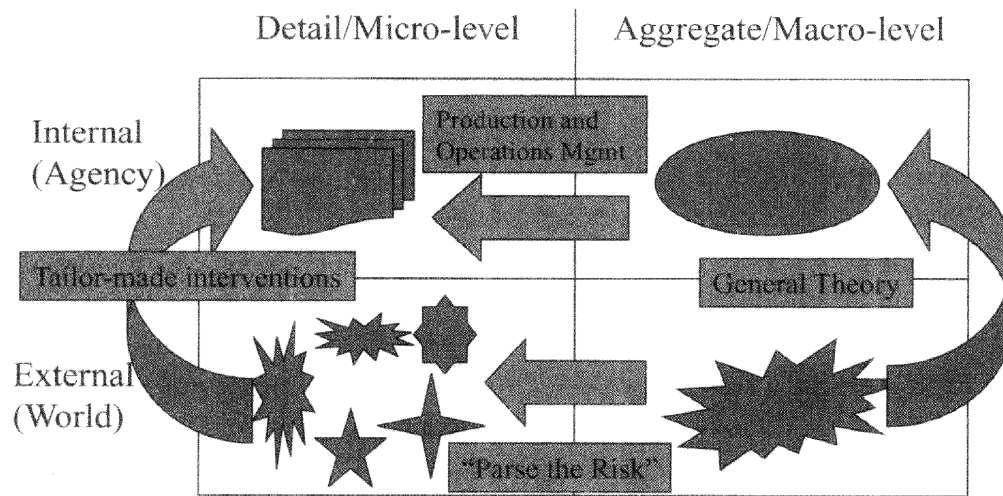 Detail/Micro-level
Aggregate/Macro-level
Internal
(Agency)
Production and
Operations Mgmt
Tailor-made interventions
General Theory
External
(World)
“Parse the Risk”